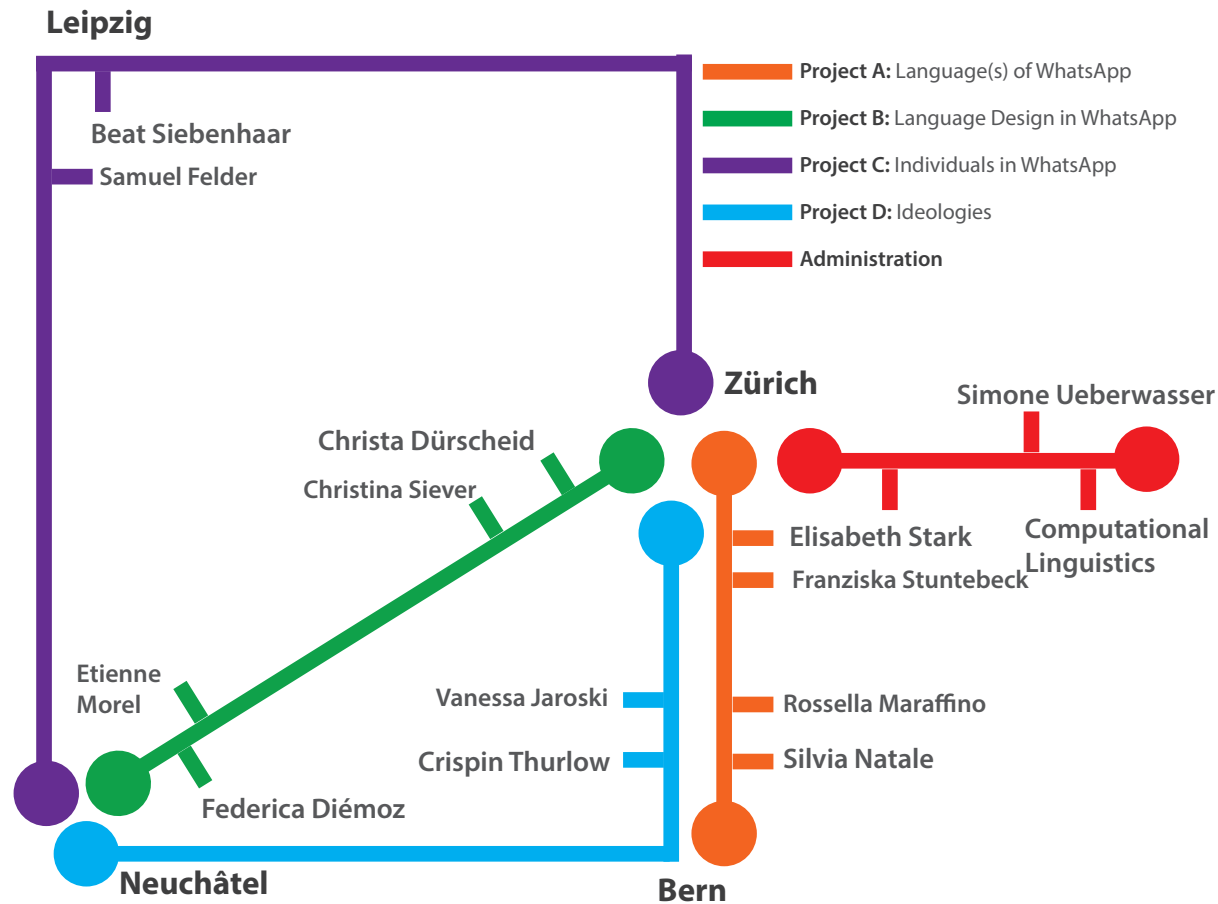 Leipzig
Project A: Language(s) of WhatsApp
Project B: Language Design in WhatsApp
Beat Siebenhaar
Project C: Individuals in WhatsApp
Samuel Felder
Project D: Ideologies
Administration
Zürich
Simone Ueberwasser
Christa Dürscheid
Christina Siever
Elisabeth Stark
Computational
Linguistics
Franziska Stuntebeck
Etienne
Morel
Vanessa Jaroski
Rossella Maraffino
Crispin Thurlow
Silvia Natale
Federica Diémoz
Neuchâtel
Bern